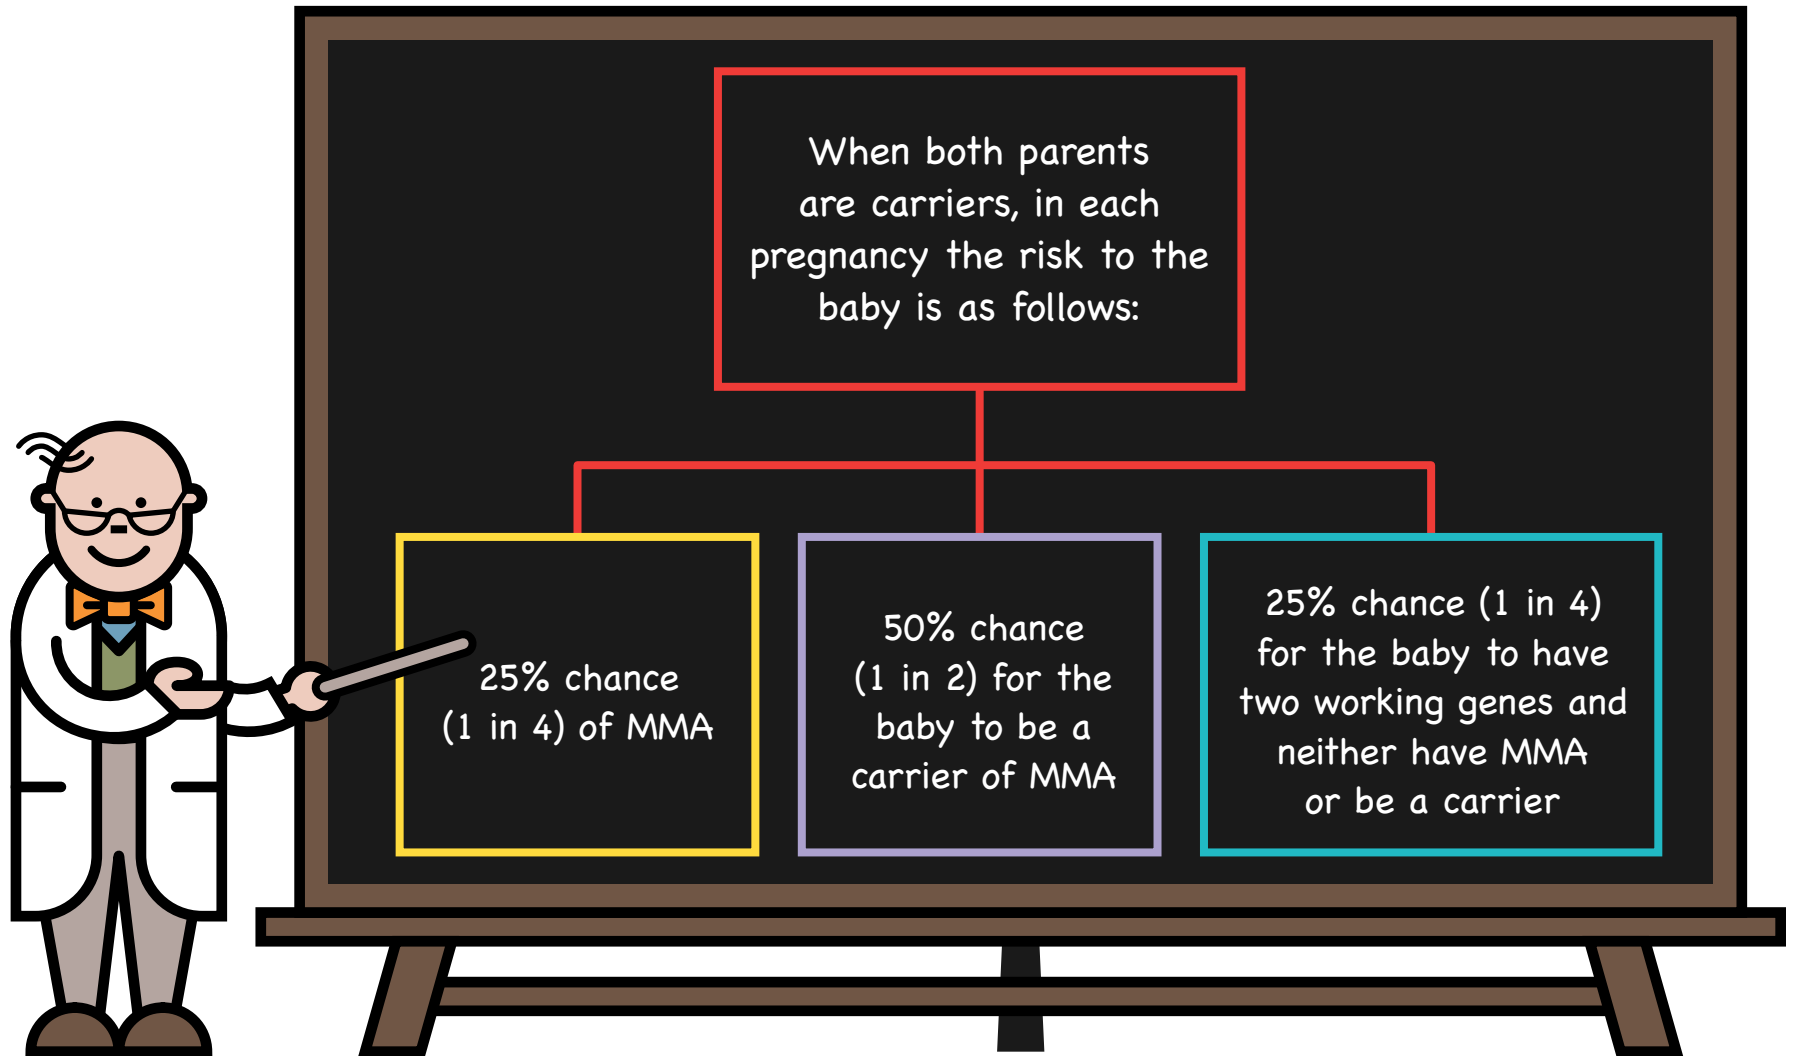 When both parents
are carriers, in each
pregnancy the risk to the
baby is as follows:
25% chance
(1 in 4) of MMA
50% chance
(1 in 2) for the
baby to be a
carrier of MMA
25% chance (1 in 4)
for the baby to have
two working genes and
neither have MMA
or be a carrier